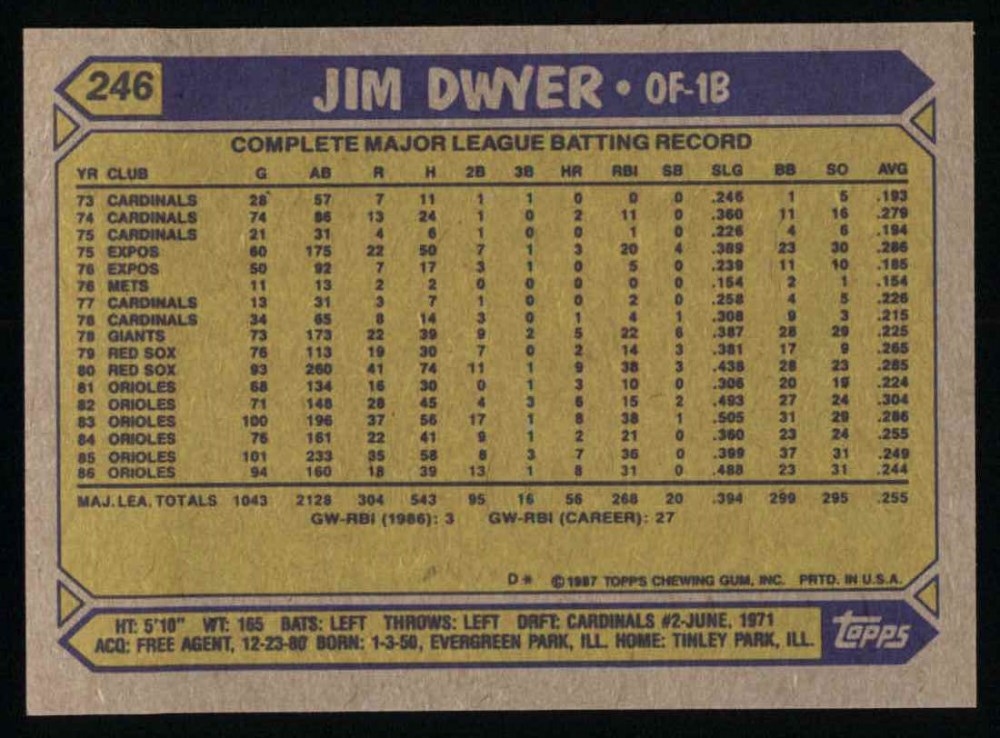 246
JIM DWYER • OF-1B
COMPLETE MAJOR LEAGUE BATTING RECORD
YR CLUB G AB R H 2B 3B HR RBI SB SLG BB SO AVG
73 CARDINALS 28 57 7 11 1 1 0 0 0 .246 1 5 .193
74 CARDINALS 74 86 13 24 1 0 2 11 0 .360 11 16 .279
75 CARDINALS 21 31 4 6 1 0 0 1 0 .226 4 6 .194
75 EXPOS 60 175 22 50 7 1 3 20 4 .389 23 30 .286
76 EXPOS 50 92 7 17 3 1 0 5 0 .239 11 10 .185
76 METS 11 13 2 2 0 0 0 0 0 .154 2 1 .154
77 CARDINALS 13 31 3 7 1 0 0 2 0 .258 4 5 .226
78 CARDINALS 34 65 8 14 3 0 1 4 1 .308 9 3 .215
78 GIANTS 73 173 22 39 9 2 5 22 6 .387 28 29 .225
79 RED SOX 76 113 19 30 7 0 2 14 3 .381 17 9 .265
80 RED SOX 93 260 41 74 11 1 9 38 3 .438 28 23 .285
81 ORIOLES 68 134 16 30 0 1 3 10 0 .306 20 19 .224
82 ORIOLES 71 148 28 45 4 3 6 15 2 .493 27 24 .304
83 ORIOLES 100 196 37 56 17 1 8 38 1 .505 31 29 .286
84 ORIOLES 76 161 22 41 9 1 2 21 0 .360 23 24 .255
85 ORIOLES 101 233 35 58 8 3 7 36 0 .399 37 31 .249
86 ORIOLES 94 160 18 39 13 1 8 31 0 .488 23 31 .244
MAJ. LEA. TOTALS 1043 2128 304 543 95 16 56 268 20 .394 299 295 .255
GW-RBI (1986): 3 GW-RBI (CAREER): 27
D* © 1987 TOPPS CHEWING GUM, INC. PRTD. IN U.S.A.
HT: 5'10" WT: 165 BATS: LEFT THROWS: LEFT DRFT: CARDINALS #2-JUNE, 1971
ACQ: FREE AGENT, 12-23-80 BORN: 1-3-50, EVERGREEN PARK, ILL. HOME: TINLEY PARK, ILL.
topps